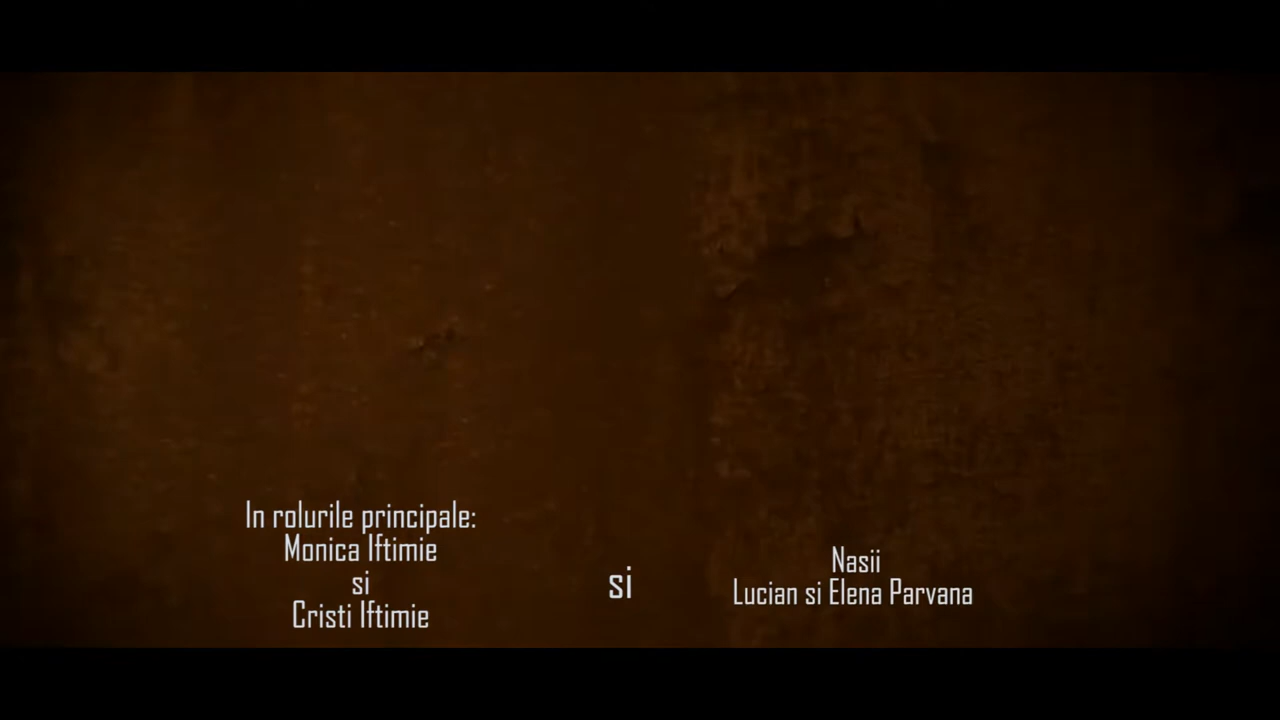 In rolurile principale:
Monica Iftimie
si
Cristi Iftimie
si
Nasii
Lucian si Elena Parvana